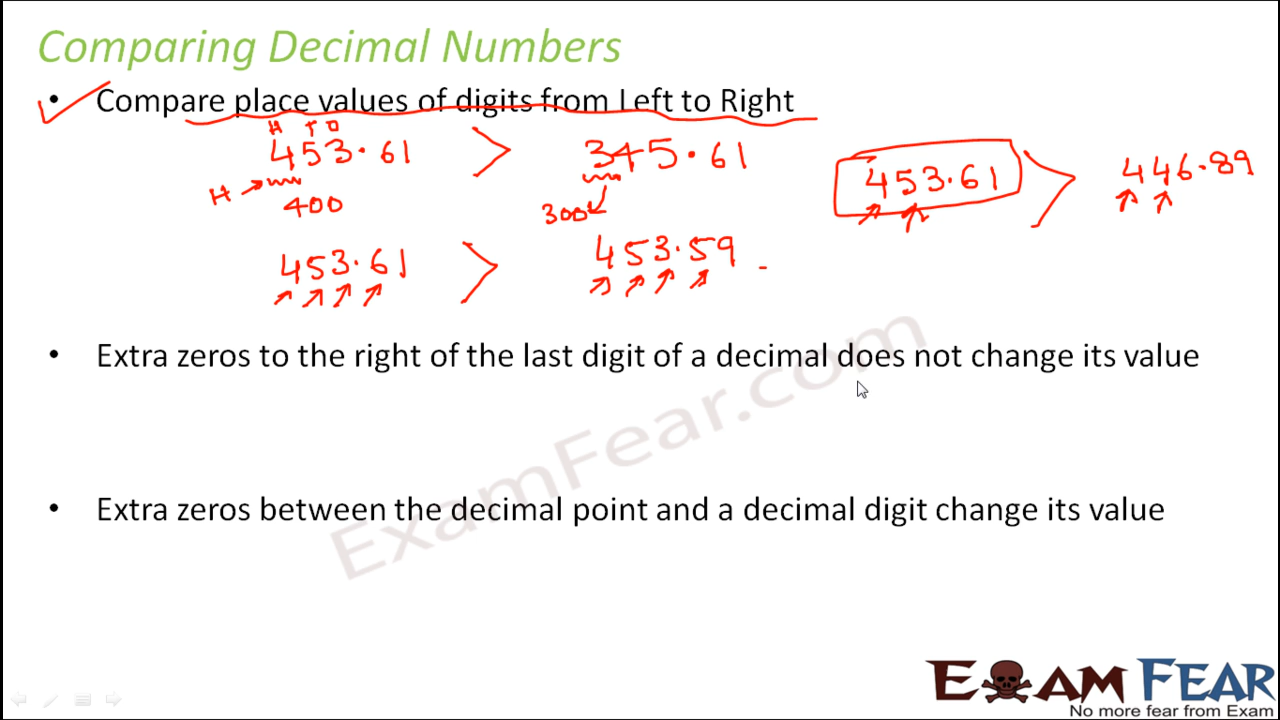 Comparing Decimal Numbers
• Compare place values of digits from Left to Right
H T O
453.61 > 345.61
H 400
300
453.61 > 446.89
453.61 > 453.59
• Extra zeros to the right of the last digit of a decimal does not change its value
• Extra zeros between the decimal point and a decimal digit change its value
ExamFear.com
EXAM FEAR
No more fear from Exam